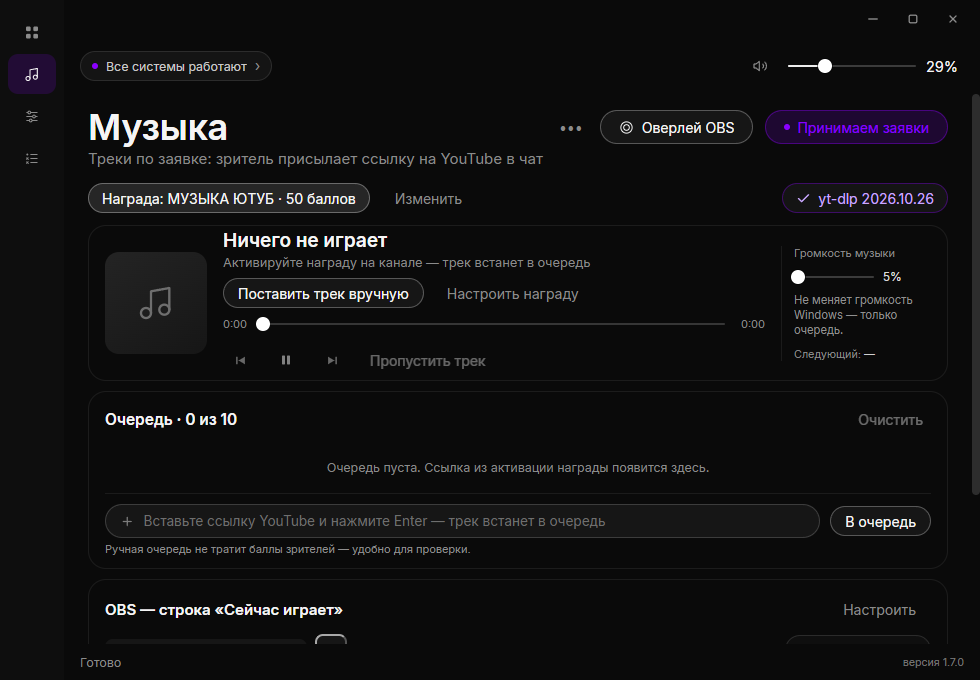 Все системы работают
29%
Музыка
Оверлей OBS
Принимаем заявки
Треки по заявке: зритель присылает ссылку на YouTube в чат
Награда: МУЗЫКА ЮТУБ · 50 баллов
Изменить
yt-dlp 2026.10.26
Ничего не играет
Активируйте награду на канале — трек встанет в очередь
Поставить трек вручную
Настроить награду
0:00
0:00
Пропустить трек
Громкость музыки
5%
Не меняет громкость
Windows — только
очередь.
Следующий: —
Очередь · 0 из 10
Очистить
Очередь пуста. Ссылка из активации награды появится здесь.
Вставьте ссылку YouTube и нажмите Enter — трек встанет в очередь
В очередь
Ручная очередь не тратит баллы зрителей — удобно для проверки.
OBS — строка «Сейчас играет»
Настроить
Готово
версия 1.7.0